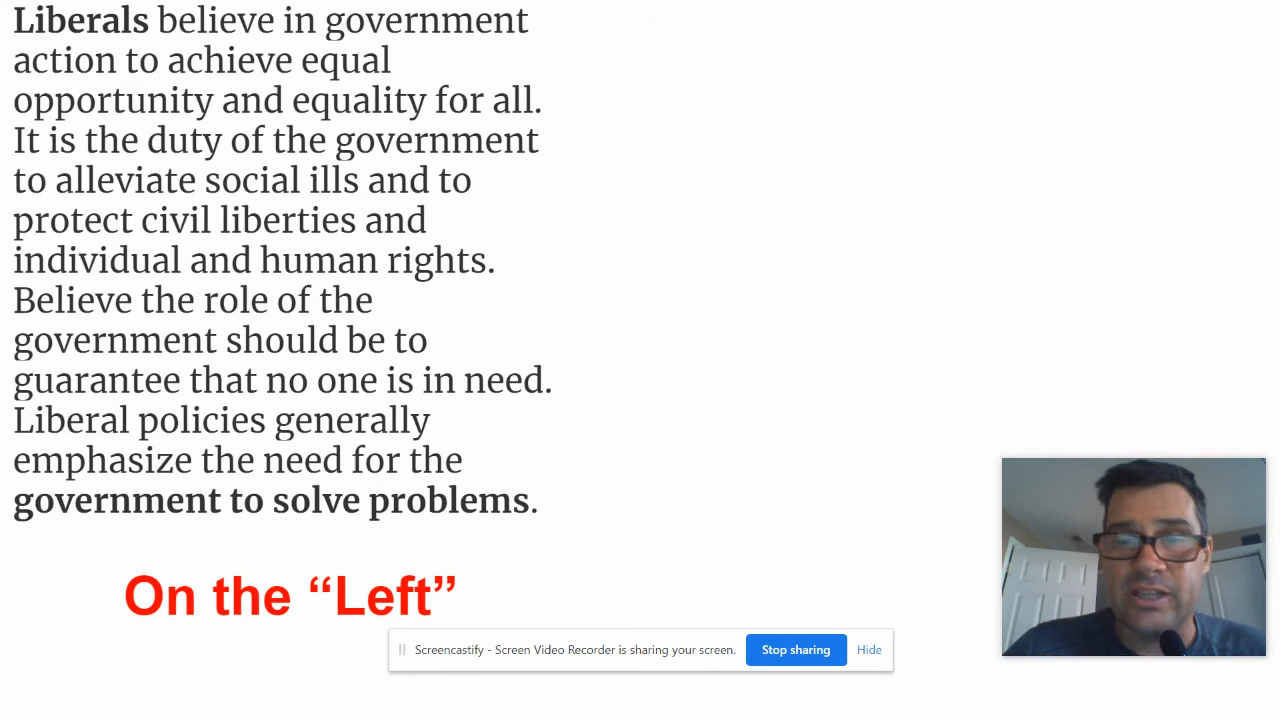 Liberals believe in government
action to achieve equal
opportunity and equality for all.
It is the duty of the government
to alleviate social ills and to
protect civil liberties and
individual and human rights.
Believe the role of the
government should be to
guarantee that no one is in need.
Liberal policies generally
emphasize the need for the
government to solve problems.
On the “Left”
Screencastify - Screen Video Recorder is sharing your screen. Stop sharing Hide